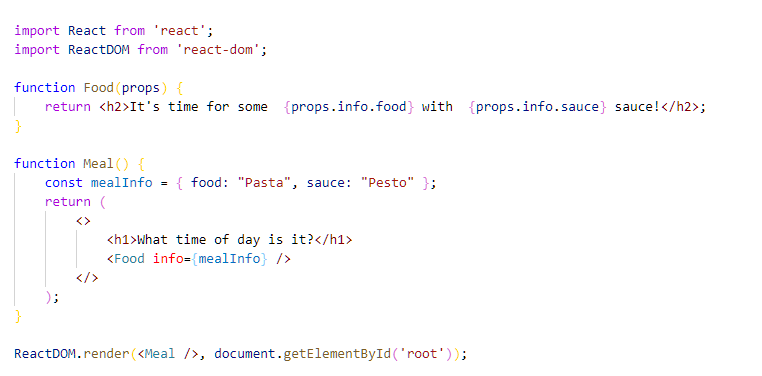 import React from 'react';
import ReactDOM from 'react-dom';

function Food(props) {
    return <h2>It's time for some  {props.info.food} with  {props.info.sauce} sauce!</h2>;
}

function Meal() {
    const mealInfo = { food: "Pasta", sauce: "Pesto" };
    return (
        <>
            <h1>What time of day is it?</h1>
            <Food info={mealInfo} />
        </>
    );
}

ReactDOM.render(<Meal />, document.getElementById('root'));